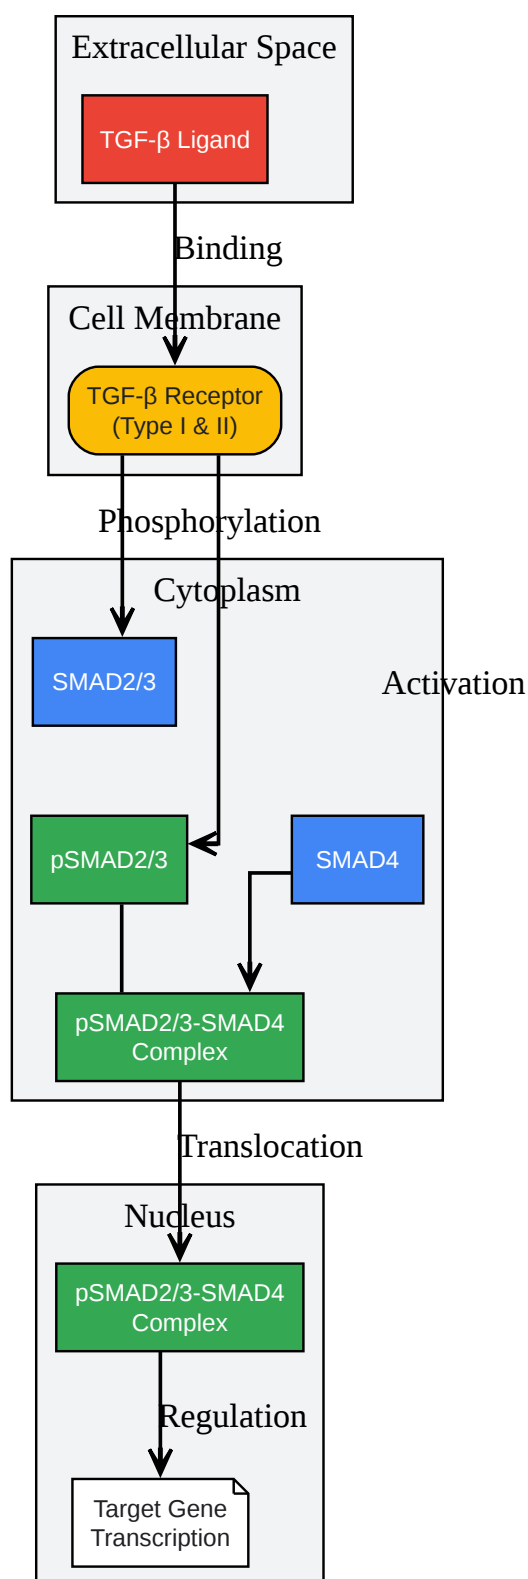 Extracellular Space
TGF-β Ligand
Binding
Cell Membrane
TGF-β Receptor
(Type I & II)
Phosphorylation
Cytoplasm
SMAD2/3
Activation
pSMAD2/3
SMAD4
pSMAD2/3-SMAD4
Complex
Translocation
Nucleus
pSMAD2/3-SMAD4
Complex
Regulation
Target Gene
Transcription